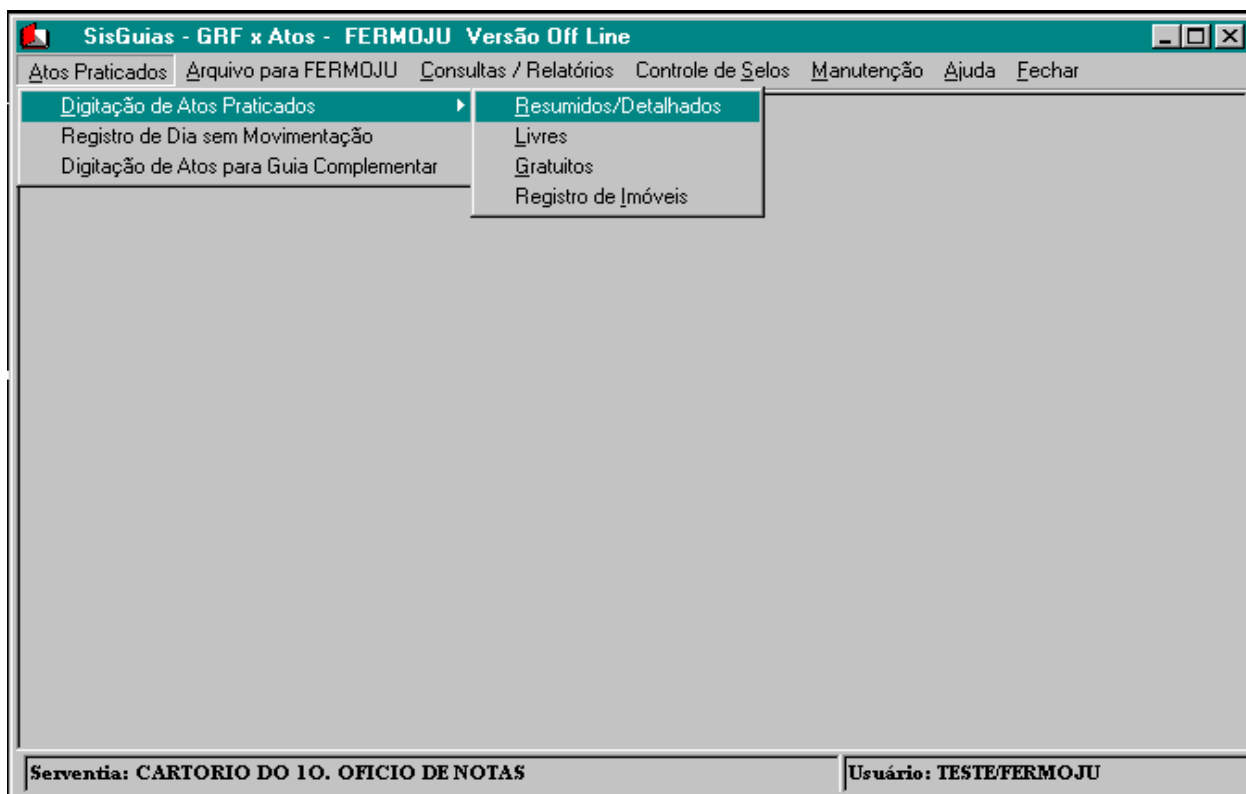 SisGuias - GRF x Atos - FERMOJU Versão Off Line
Atos Praticados Arquivo para FERMOJU Consultas / Relatórios Controle de Selos Manutenção Ajuda Fechar
Digitação de Atos Praticados
Registro de Dia sem Movimentação
Digitação de Atos para Guia Complementar
Resumidos/Detalhados
Livres
Gratuitos
Registro de Imóveis
Serventia: CARTORIO DO 1O. OFICIO DE NOTAS
Usuário: TESTE/FERMOJU